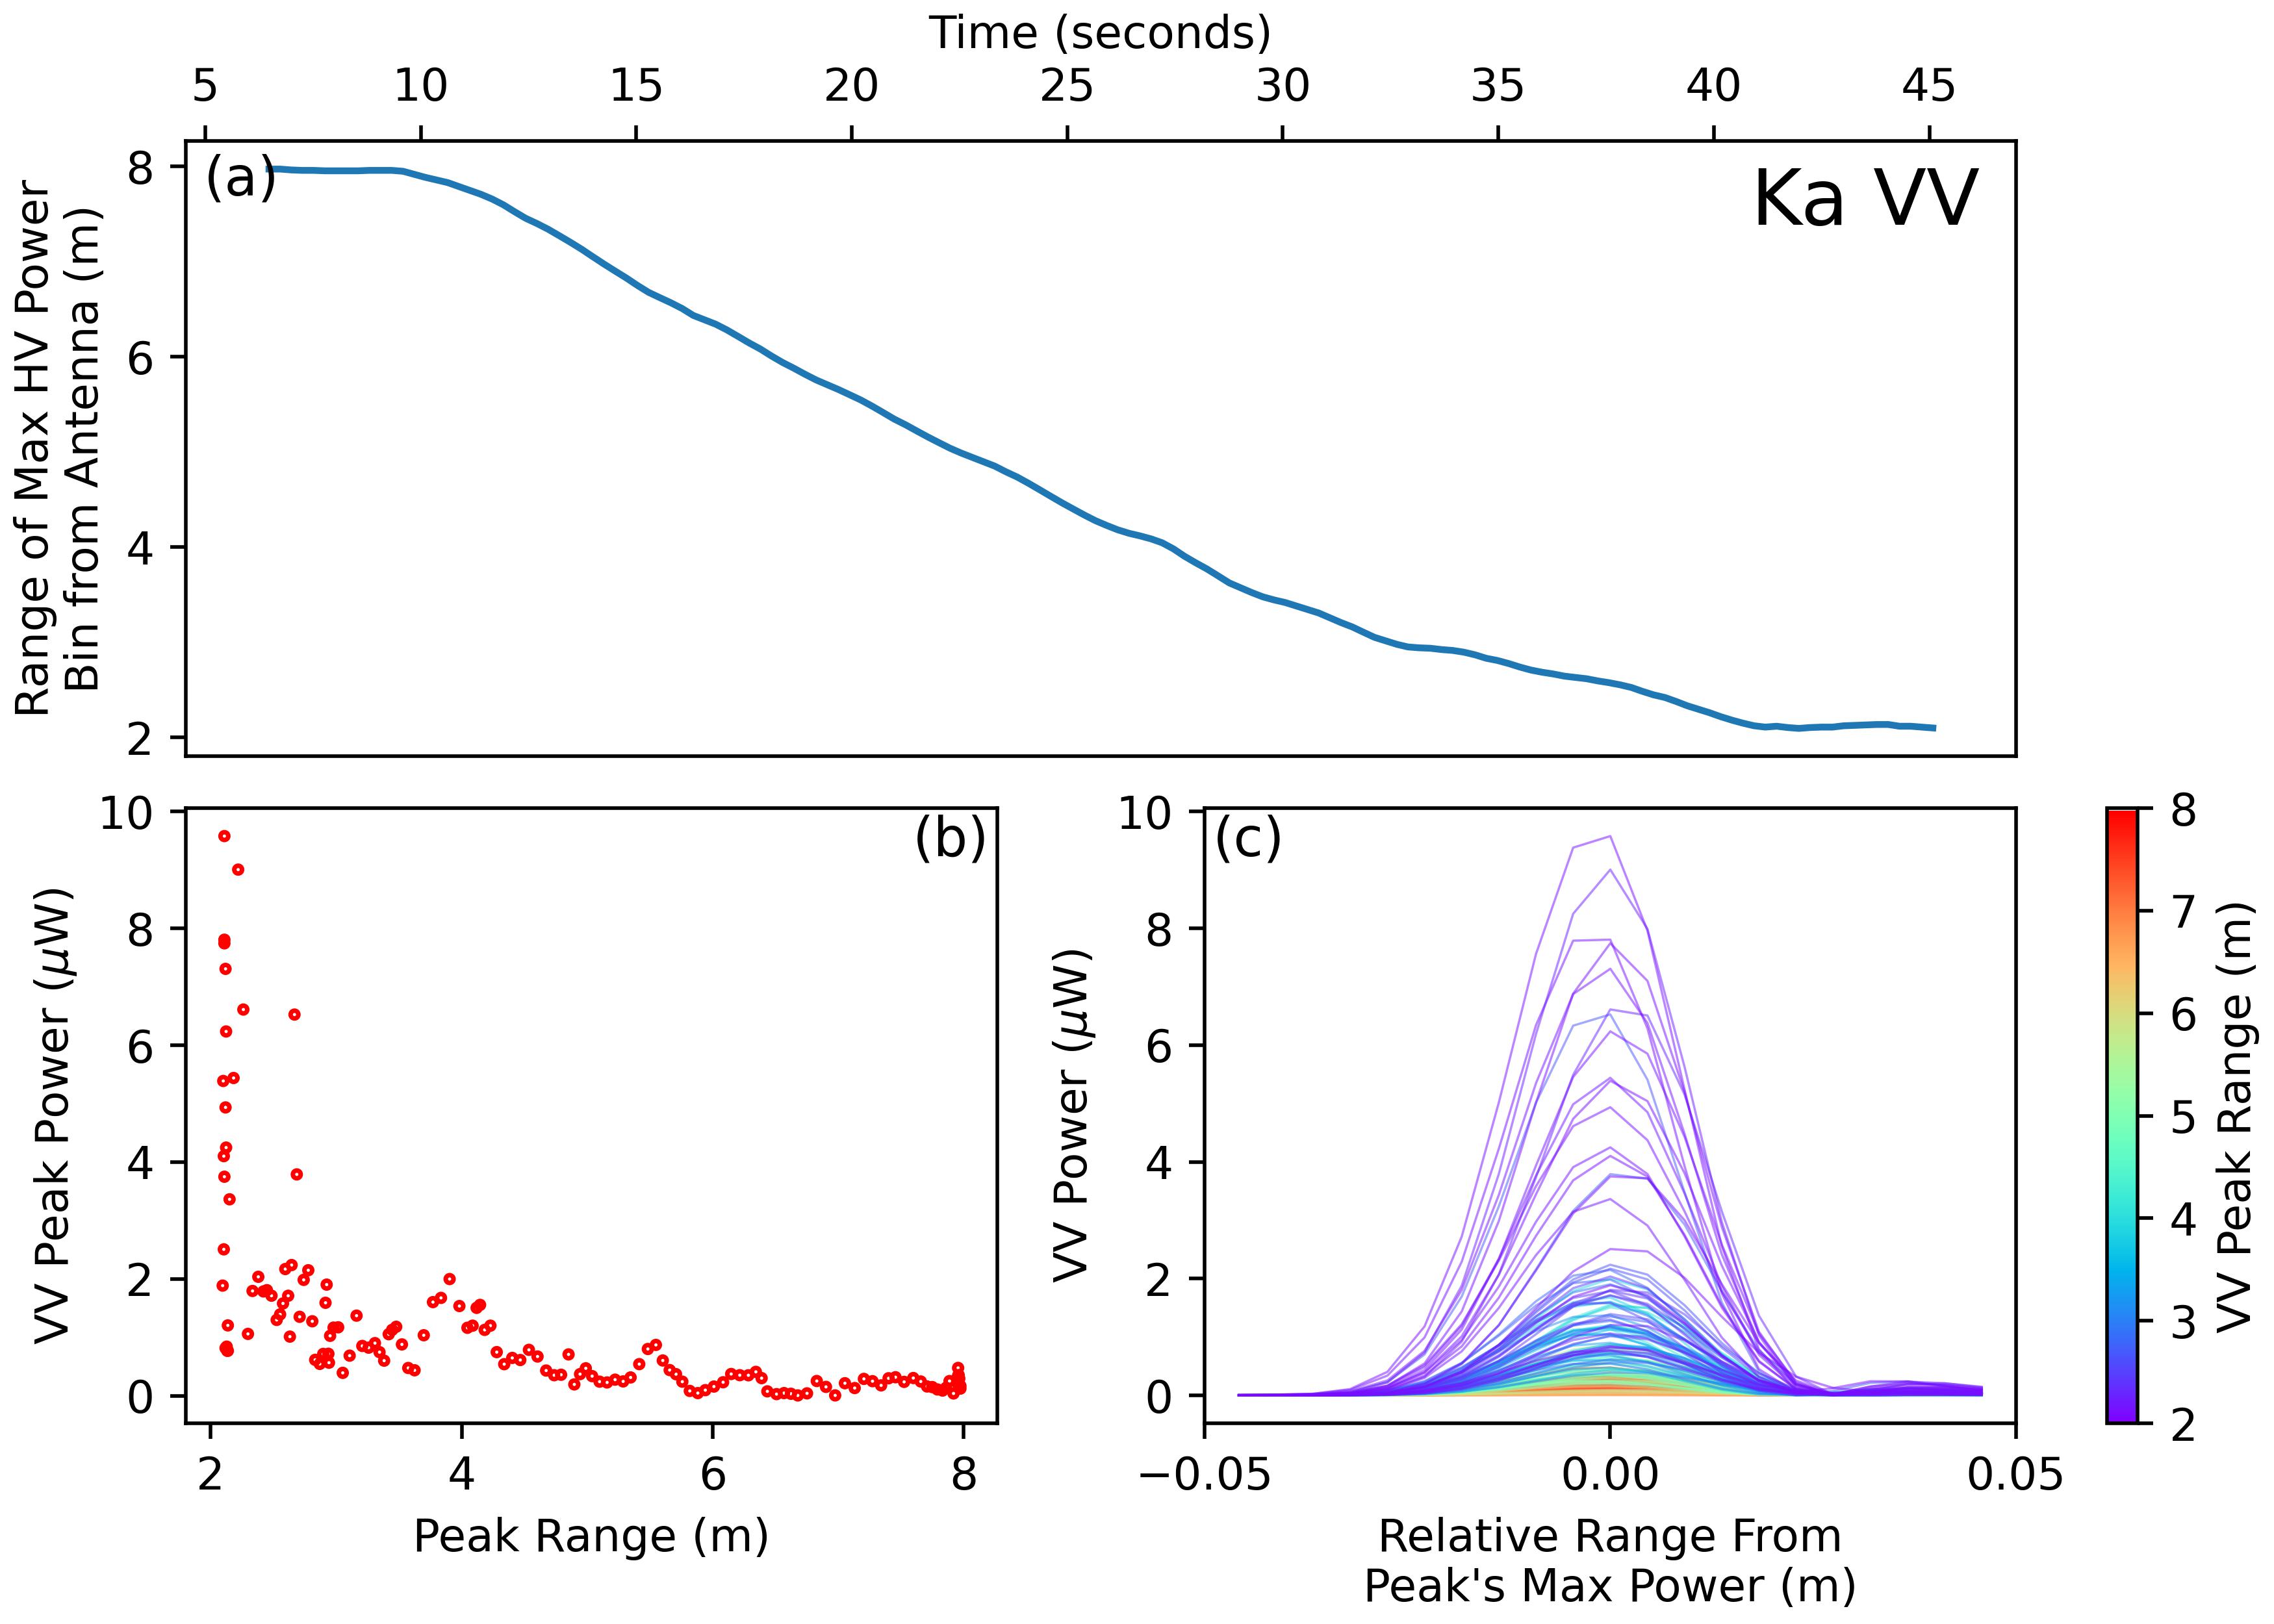 Time (seconds)
5 10 15 20 25 30 35 40 45
(a)
Ka VV
8
6
4
2
Range of Max HV Power
Bin from Antenna (m)
10
8
6
4
2
0
VV Peak Power (μW)
(b)
2 4 6 8
Peak Range (m)
10
8
6
4
2
0
VV Power (μW)
(c)
−0.05 0.00 0.05
Relative Range From
Peak's Max Power (m)
8
7
6
5
4
3
2
VV Peak Range (m)